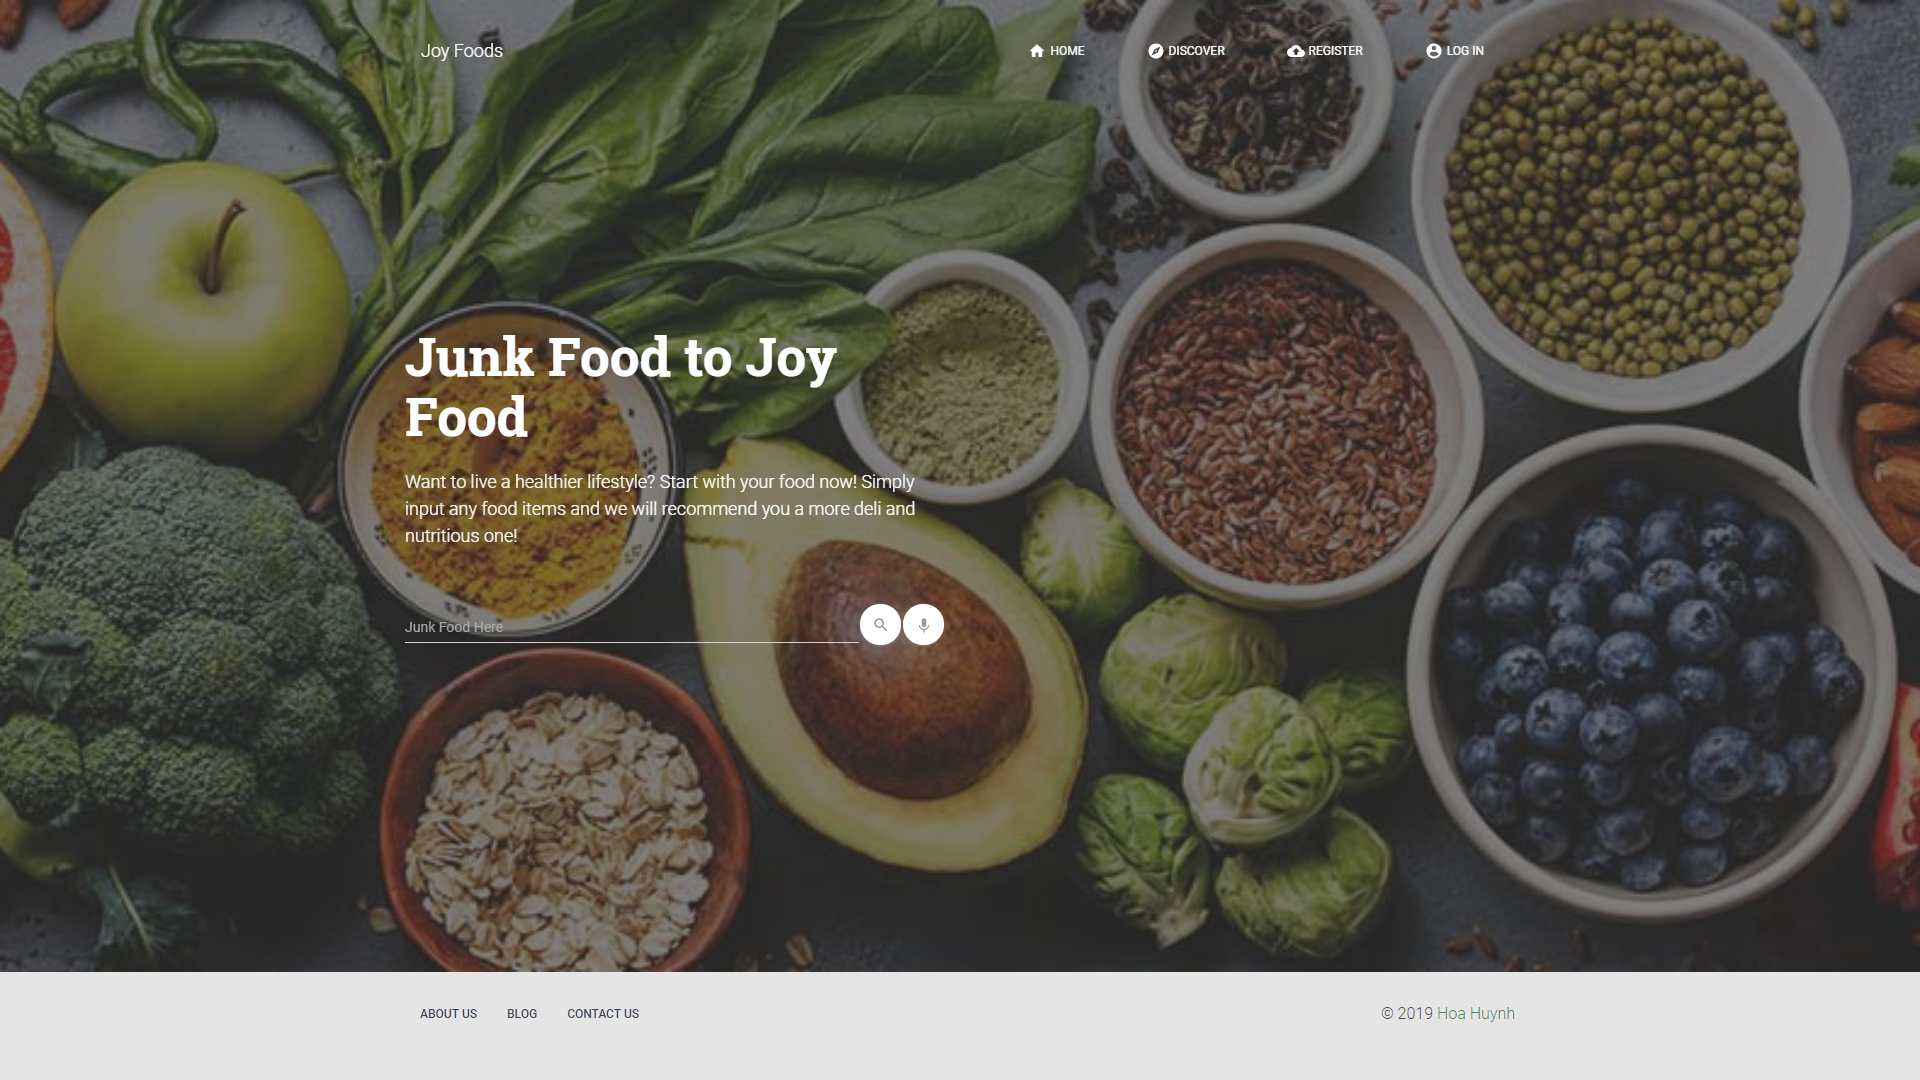 Joy Foods
HOME
DISCOVER
REGISTER
LOG IN
Junk Food to Joy
Food
Want to live a healthier lifestyle? Start with your food now! Simply
input any food items and we will recommend you a more deli and
nutritious one!
Junk Food Here
ABOUT US
BLOG
CONTACT US
© 2019 Hoa Huynh